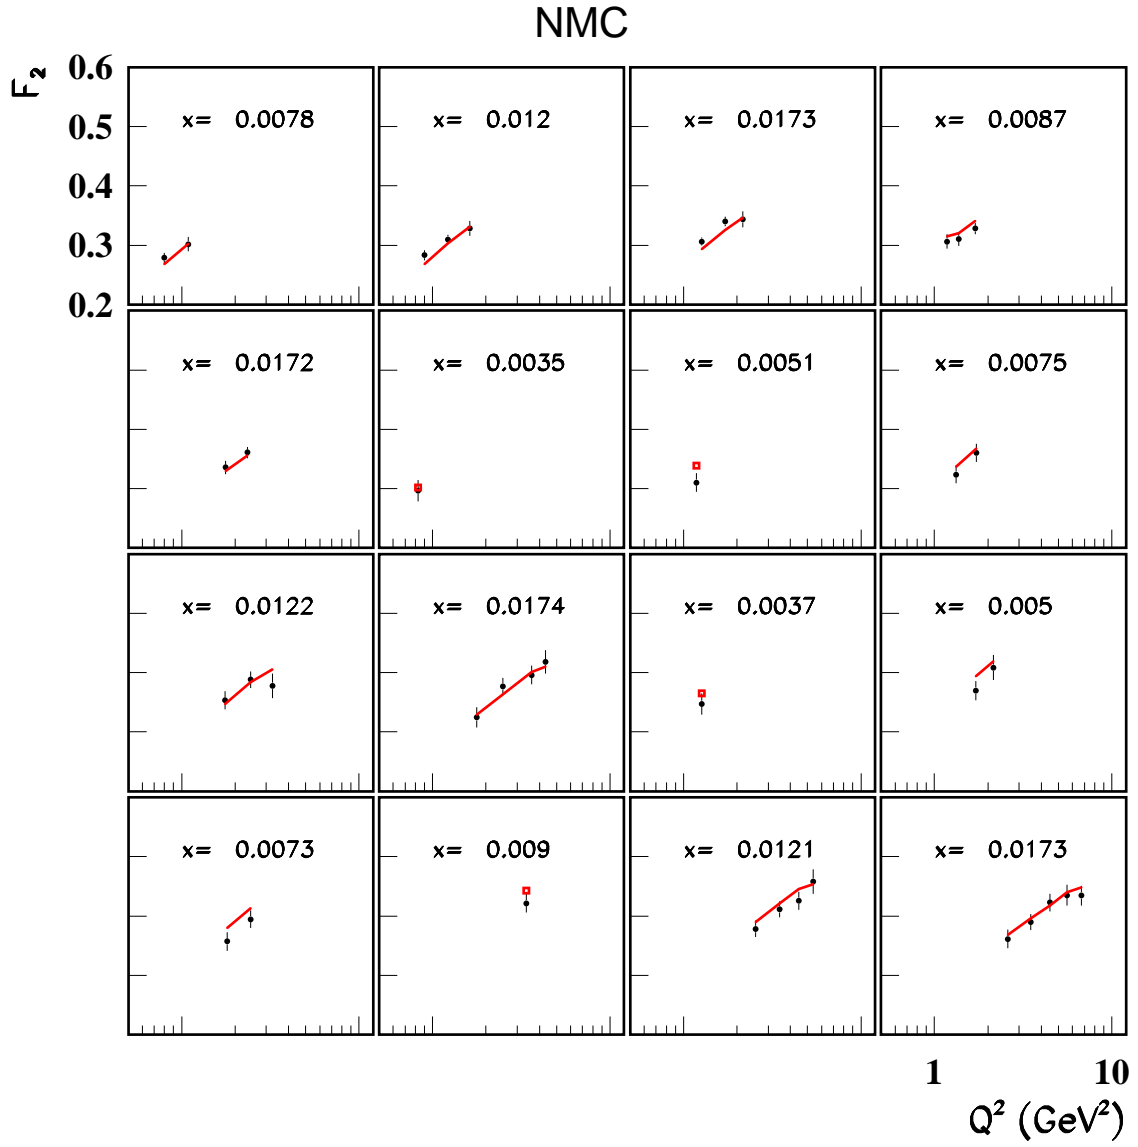 NMC
F₂
0.6
0.5
0.4
0.3
0.2
x= 0.0078
x= 0.012
x= 0.0173
x= 0.0087
x= 0.0172
x= 0.0035
x= 0.0051
x= 0.0075
x= 0.0122
x= 0.0174
x= 0.0037
x= 0.005
x= 0.0073
x= 0.009
x= 0.0121
x= 0.0173
1 10
Q² (GeV²)